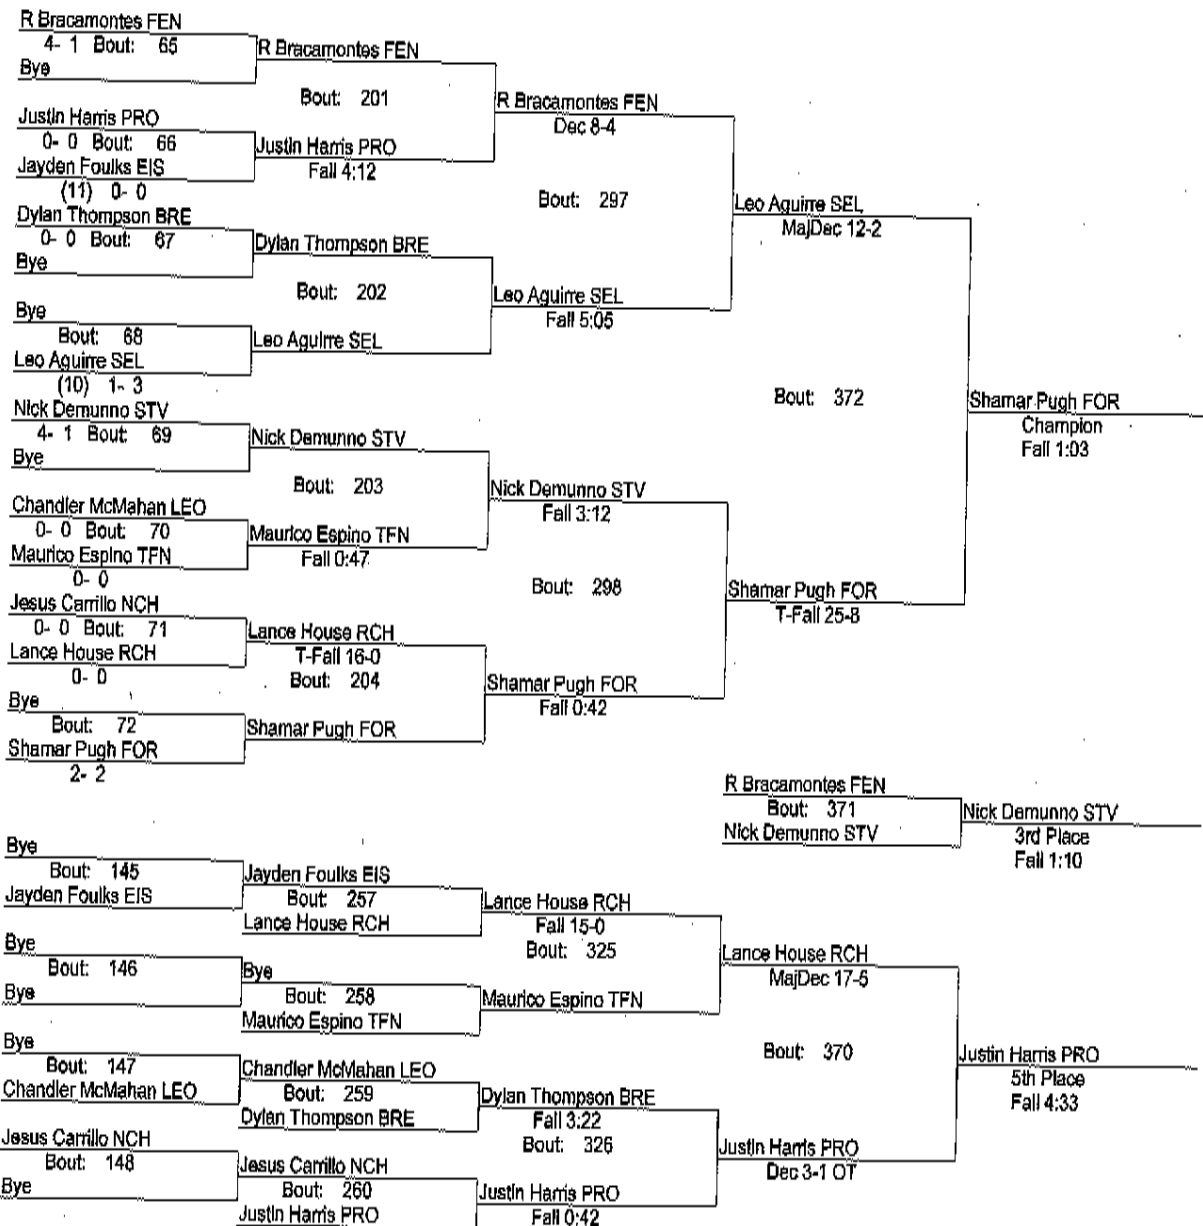 R Bracamontes FEN
4- 1 Bout: 65
Bye
R Bracamontes FEN
Bout: 201
Justin Harris PRO
0- 0 Bout: 66
Jayden Foulks EIS
(11) 0- 0
Justin Harris PRO
Fall 4:12
R Bracamontes FEN
Dec 8-4
Bout: 297
Dylan Thompson BRE
0- 0 Bout: 67
Bye
Dylan Thompson BRE
Bout: 202
Bye
Bout: 68
Leo Aguirre SEL
(10) 1- 3
Leo Aguirre SEL
Leo Aguirre SEL
Fall 5:05
Leo Aguirre SEL
MajDec 12-2
Bout: 372
Nick Demunno STV
4- 1 Bout: 69
Bye
Nick Demunno STV
Bout: 203
Chandler McMahan LEO
0- 0 Bout: 70
Maurico Espino TFN
0- 0
Maurico Espino TFN
Fall 0:47
Nick Demunno STV
Fall 3:12
Bout: 298
Jesus Carrillo NCH
0- 0 Bout: 71
Lance House RCH
0- 0
Lance House RCH
T-Fall 16-0
Bout: 204
Bye
Bout: 72
Shamar Pugh FOR
2- 2
Shamar Pugh FOR
Shamar Pugh FOR
Fall 0:42
Shamar Pugh FOR
T-Fall 25-8
Shamar Pugh FOR
Champion
Fall 1:03
R Bracamontes FEN
Bout: 371
Nick Demunno STV
Nick Demunno STV
3rd Place
Fall 1:10
Bye
Bout: 145
Jayden Foulks EIS
Jayden Foulks EIS
Bout: 257
Lance House RCH
Lance House RCH
Fall 15-0
Bout: 325
Bye
Bout: 146
Bye
Bye
Bout: 258
Maurico Espino TFN
Maurico Espino TFN
Lance House RCH
MajDec 17-5
Bout: 370
Bye
Bout: 147
Chandler McMahan LEO
Chandler McMahan LEO
Bout: 259
Dylan Thompson BRE
Dylan Thompson BRE
Fall 3:22
Bout: 326
Jesus Carrillo NCH
Bout: 148
Bye
Jesus Carrillo NCH
Bout: 260
Justin Harris PRO
Justin Harris PRO
Fall 0:42
Justin Harris PRO
Dec 3-1 OT
Justin Harris PRO
5th Place
Fall 4:33